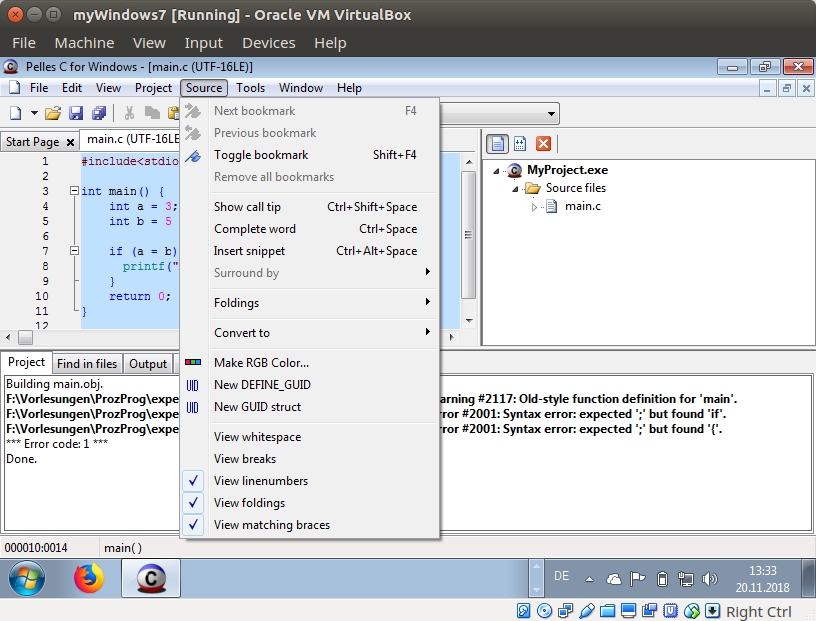 myWindows7 [Running] - Oracle VM VirtualBox
File Machine View Input Devices Help
Pelles C for Windows - [main.c (UTF-16LE)]
File Edit View Project Source Tools Window Help
Start Page main.c (UTF-16LE
1 #include<stdio
2
3 int main() {
4 int a = 3;
5 int b = 5
6
7 if (a = b)
8 printf("
9 }
10 return 0;
11 }
12
Next bookmark F4
Previous bookmark
Toggle bookmark Shift+F4
Remove all bookmarks
Show call tip Ctrl+Shift+Space
Complete word Ctrl+Space
Insert snippet Ctrl+Alt+Space
Surround by
Foldings
Convert to
Make RGB Color...
New DEFINE_GUID
New GUID struct
View whitespace
View breaks
View linenumbers
View foldings
View matching braces
MyProject.exe
Source files
main.c
Project Find in files Output
Building main.obj.
F:\Vorlesungen\ProzProg\expe arning #2117: Old-style function definition for 'main'.
F:\Vorlesungen\ProzProg\expe ror #2001: Syntax error: expected ';' but found 'if'.
F:\Vorlesungen\ProzProg\expe ror #2001: Syntax error: expected ';' but found '{'.
*** Error code: 1 ***
Done.
000010:0014 main( )
DE 13:33
20.11.2018
Right Ctrl